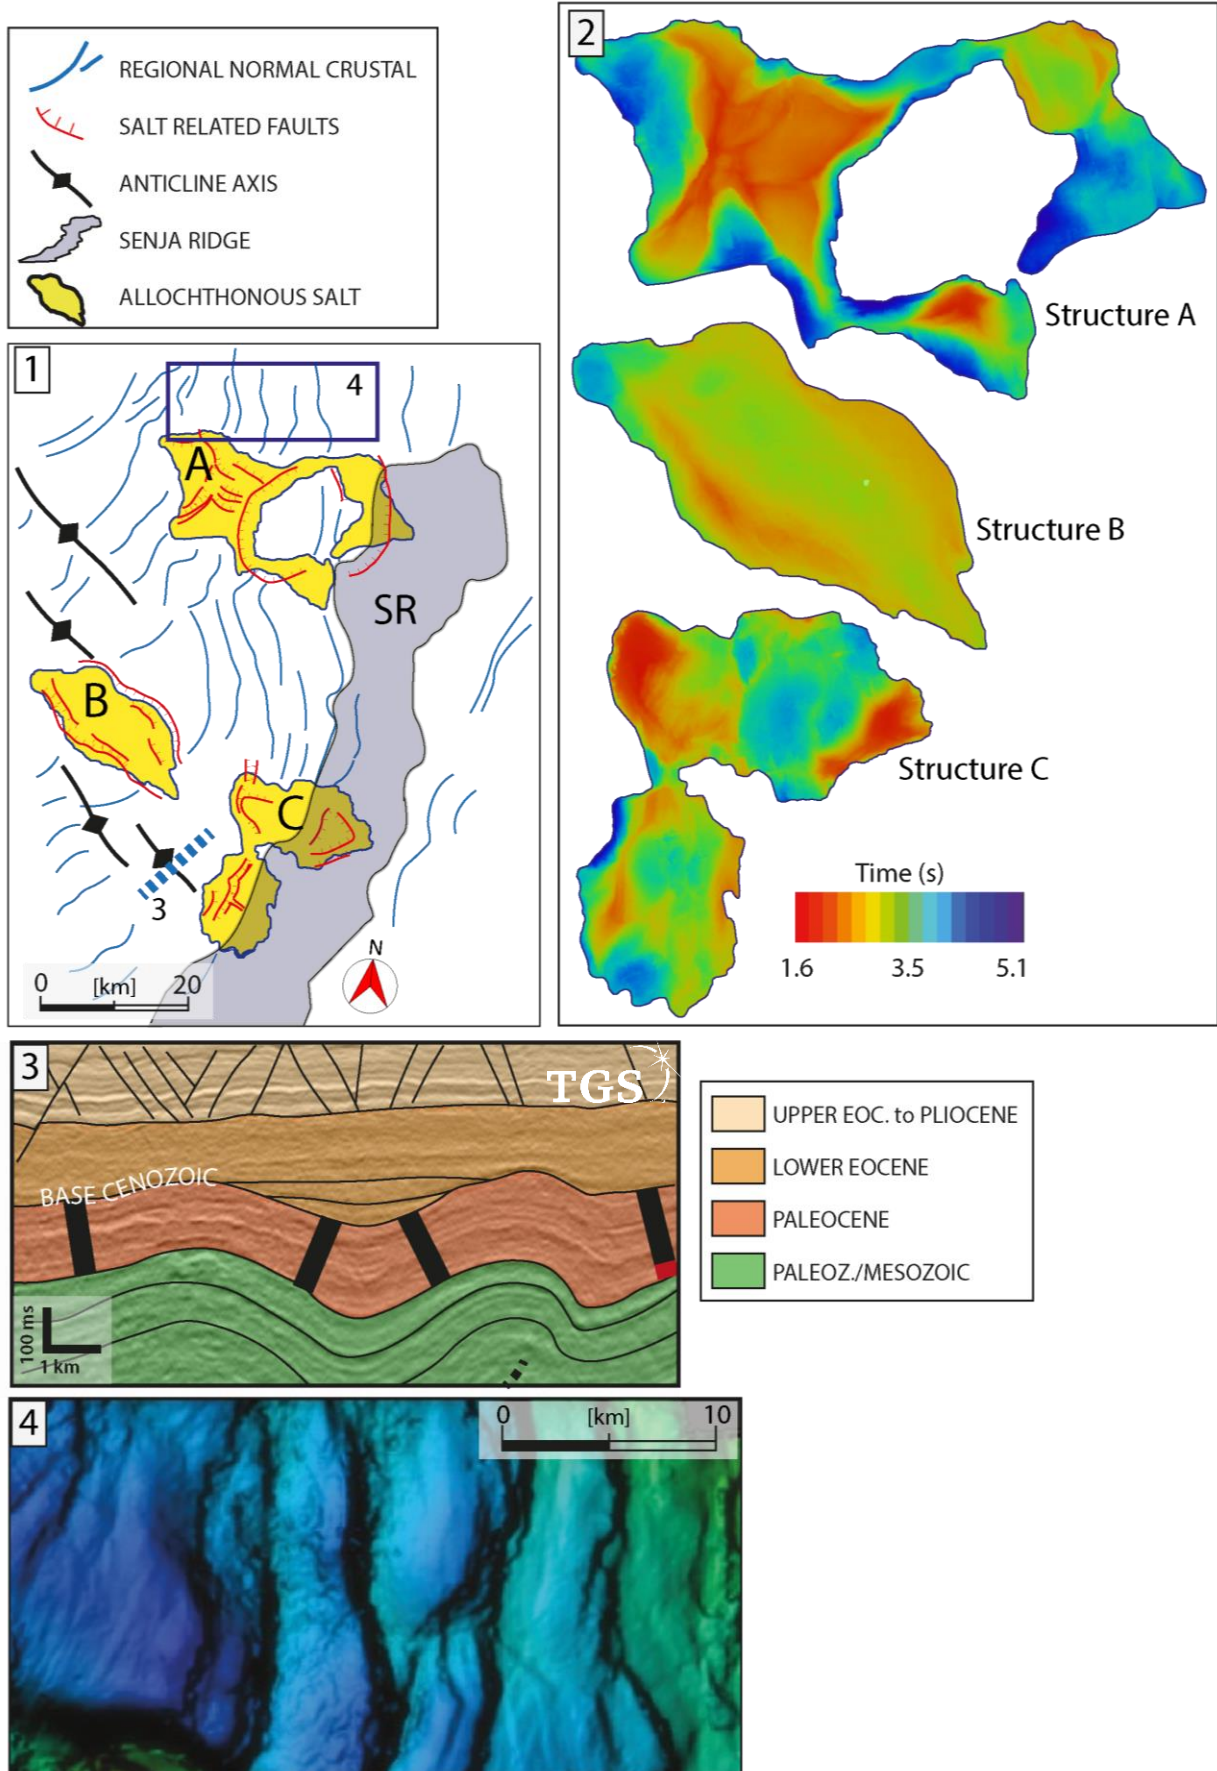 REGIONAL NORMAL CRUSTAL
SALT RELATED FAULTS
ANTICLINE AXIS
SENJA RIDGE
ALLOCHTHONOUS SALT
1
4
A
SR
B
C
3
N
0 [km] 20
2
Structure A
Structure B
Structure C
Time (s)
1.6 3.5 5.1
3
TGS
BASE CENOZOIC
100 ms
1 km
UPPER EOC. to PLIOCENE
LOWER EOCENE
PALEOCENE
PALEOZ./MESOZOIC
4
0 [km] 10